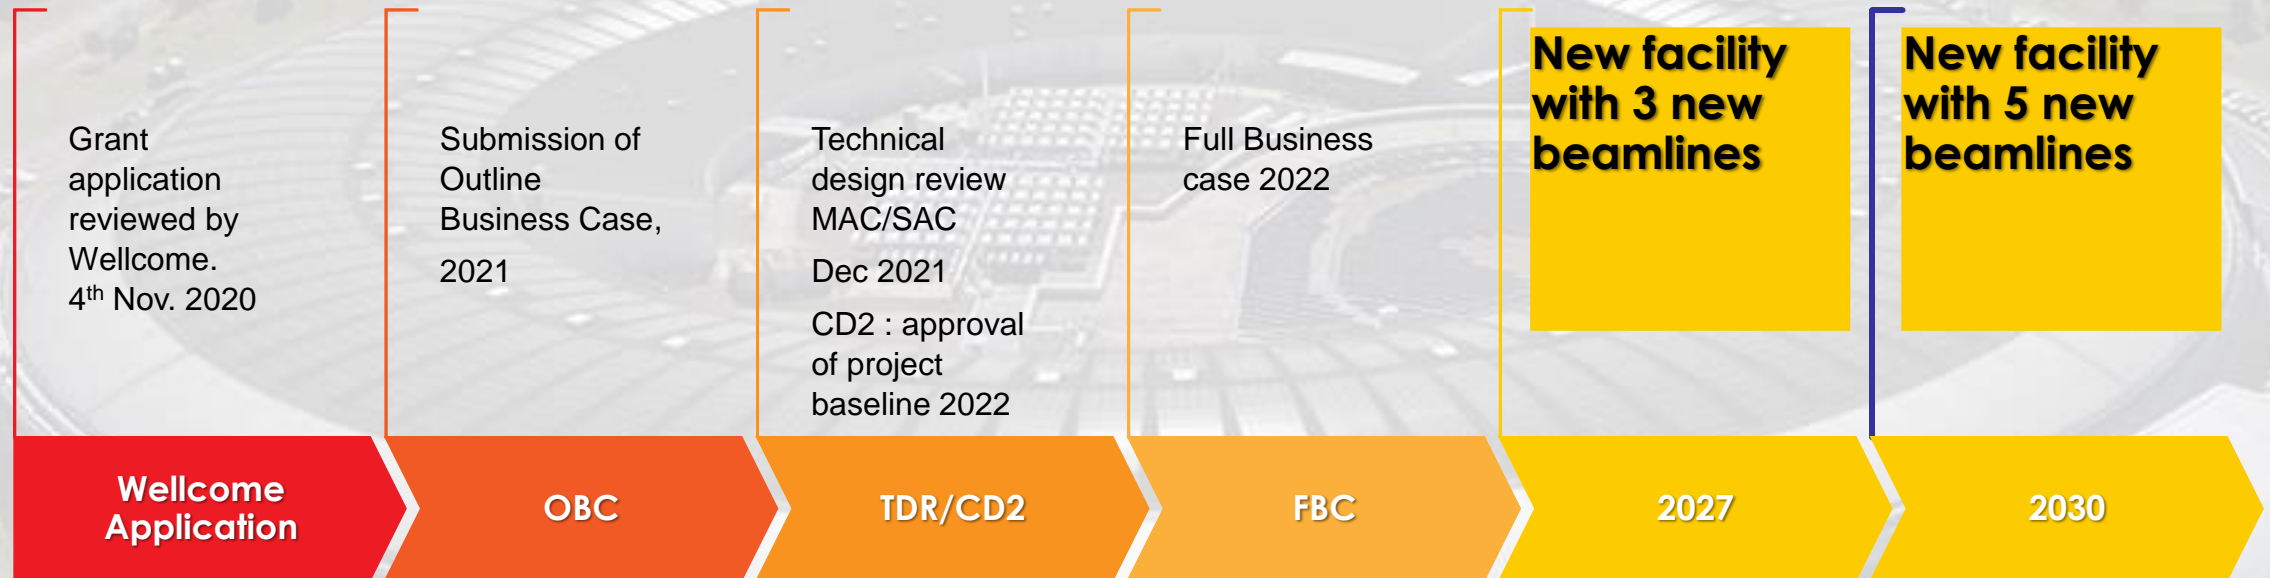 Grant
application
reviewed by
Wellcome.
4th Nov. 2020
Submission of
Outline
Business Case,
2021
Technical
design review
MAC/SAC
Dec 2021
CD2 : approval
of project
baseline 2022
Full Business
case 2022
New facility
with 3 new
beamlines
New facility
with 5 new
beamlines
Wellcome
Application
OBC
TDR/CD2
FBC
2027
2030